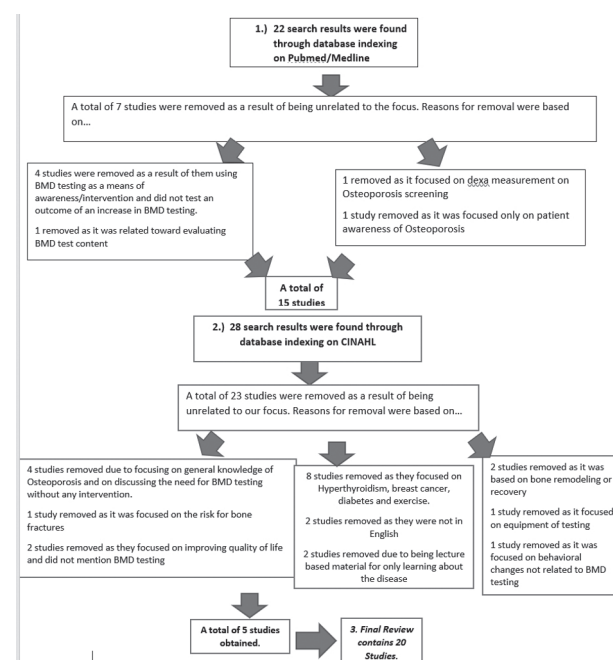 1.) 22 search results were found
through database indexing
on Pubmed/Medline
A total of 7 studies were removed as a result of being unrelated to the focus. Reasons for removal were based
on...
4 studies were removed as a result of them using
BMD testing as a means of
awareness/intervention and did not test an
outcome of an increase in BMD testing.
1 removed as it was related toward evaluating
BMD test content
1 removed as it focused on dexa measurement on
Osteoporosis screening
1 study removed as it was focused only on patient
awareness of Osteoporosis
A total of
15 studies
2.) 28 search results were found through
database indexing on CINAHL
A total of 23 studies were removed as a result of being
unrelated to our focus. Reasons for removal were based on...
4 studies removed due to focusing on general knowledge of
Osteoporosis and on discussing the need for BMD testing
without any intervention.
1 study removed as it was focused on the risk for bone
fractures
2 studies removed as they focused on improving quality of life
and did not mention BMD testing
8 studies removed as they focused on
Hyperthyroidism, breast cancer,
diabetes and exercise.
2 studies removed as they were not in
English
2 studies removed due to being lecture
based material for only learning about
the disease
2 studies removed as it was
based on bone remodeling or
recovery
1 study removed as it focused
on equipment of testing
1 study removed as it was
focused on behavioral
changes not related to BMD
testing
A total of 5 studies
obtained.
3. Final Review
contains 20
Studies.